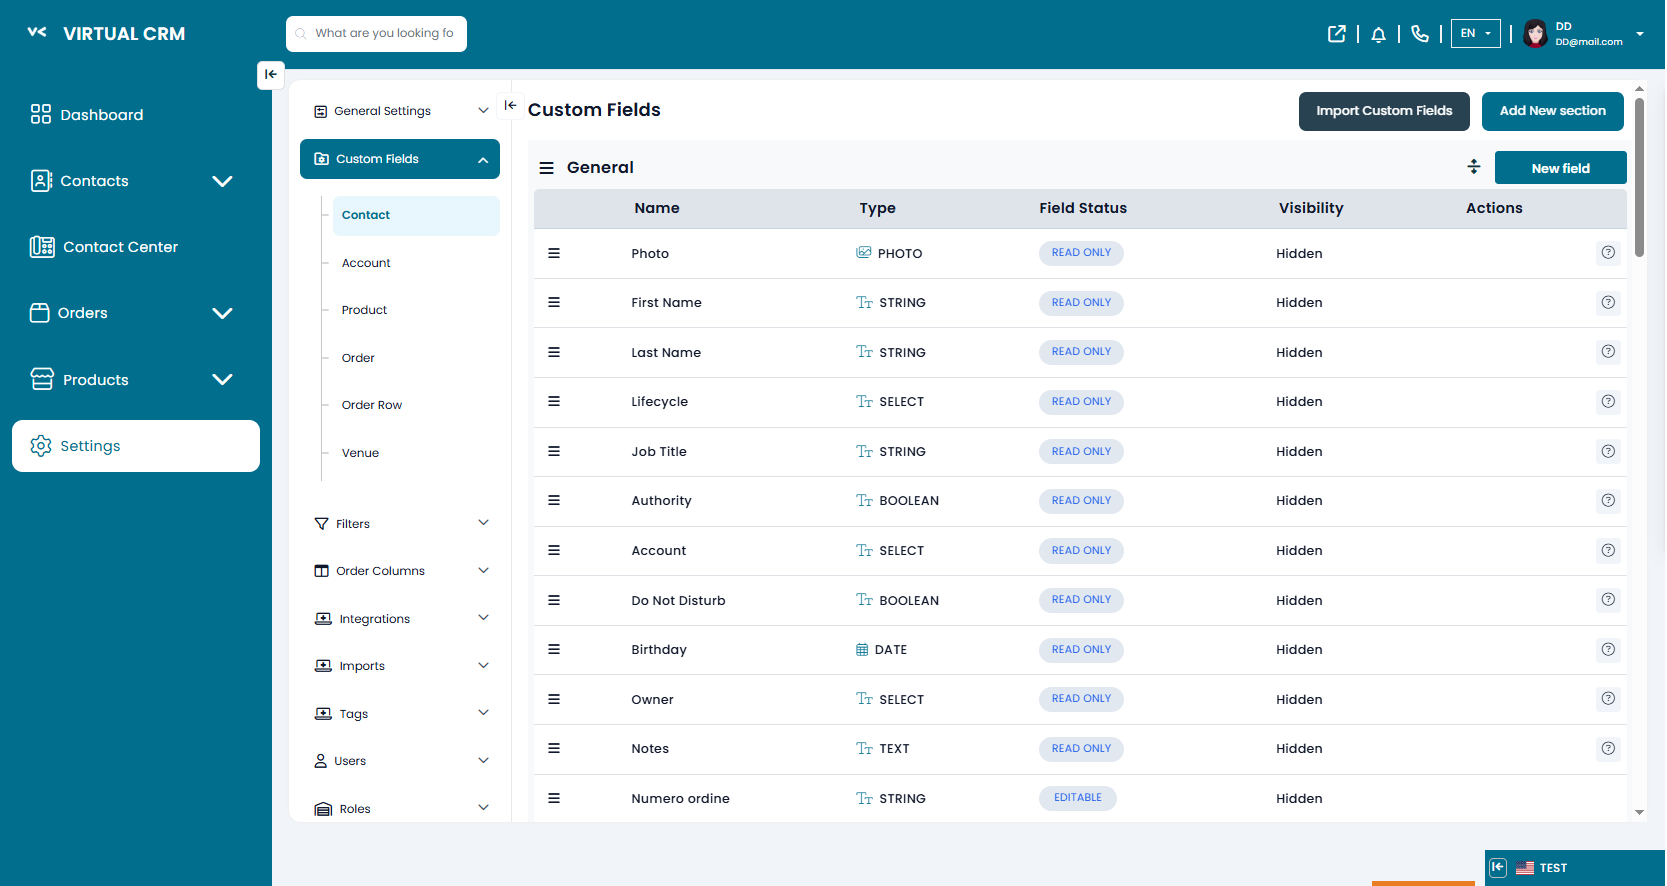 VIRTUAL CRM
What are you looking fo
EN
DD
DD@mail.com
Dashboard
Contacts
Contact Center
Orders
Products
Settings
General Settings
Custom Fields
Contact
Account
Product
Order
Order Row
Venue
Filters
Order Columns
Integrations
Imports
Tags
Users
Roles
Custom Fields
Import Custom Fields
Add New section
General
New field
Name Type Field Status Visibility Actions
Photo PHOTO READ ONLY Hidden
First Name STRING READ ONLY Hidden
Last Name STRING READ ONLY Hidden
Lifecycle SELECT READ ONLY Hidden
Job Title STRING READ ONLY Hidden
Authority BOOLEAN READ ONLY Hidden
Account SELECT READ ONLY Hidden
Do Not Disturb BOOLEAN READ ONLY Hidden
Birthday DATE READ ONLY Hidden
Owner SELECT READ ONLY Hidden
Notes TEXT READ ONLY Hidden
Numero ordine STRING EDITABLE Hidden
TEST